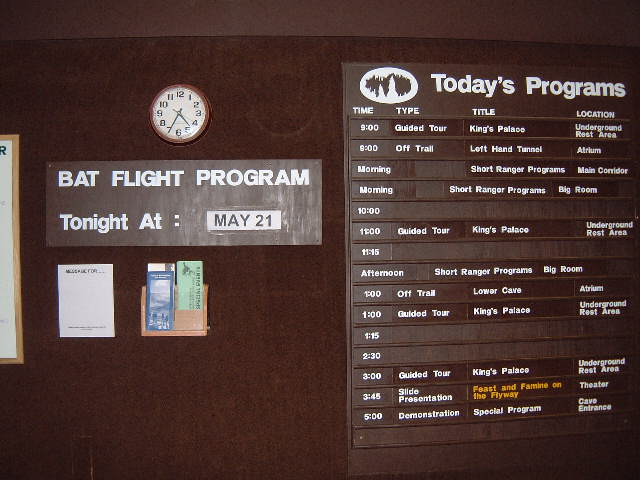 BAT FLIGHT PROGRAM
Tonight At : MAY 21
MESSAGE FOR
SPECIAL EVENTS
Today's Programs
TIME TYPE TITLE LOCATION
9:00 Guided Tour King's Palace Underground Rest Area
9:00 Off Trail Left Hand Tunnel Atrium
Morning Short Ranger Programs Main Corridor
Morning Short Ranger Programs Big Room
10:00
11:00 Guided Tour King's Palace Underground Rest Area
11:15
Afternoon Short Ranger Programs Big Room
1:00 Off Trail Lower Cave Atrium
1:00 Guided Tour King's Palace Underground Rest Area
1:15
2:30
3:00 Guided Tour King's Palace Underground Rest Area
3:45 Slide Presentation Feast and Famine on the Flyway Theater
5:00 Demonstration Special Program Cave Entrance